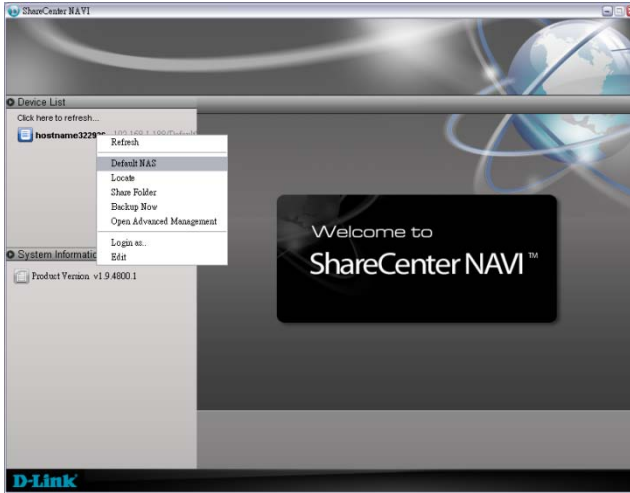 ShareCenter NAVI
Device List
Click here to refresh...
Refresh
Default NAS
Locate
Share Folder
Backup Now
Open Advanced Management
Login as..
Edit
System Informatio
Product Version v1.9.4800.1
Welcome to
ShareCenter NAVI™
D-Link